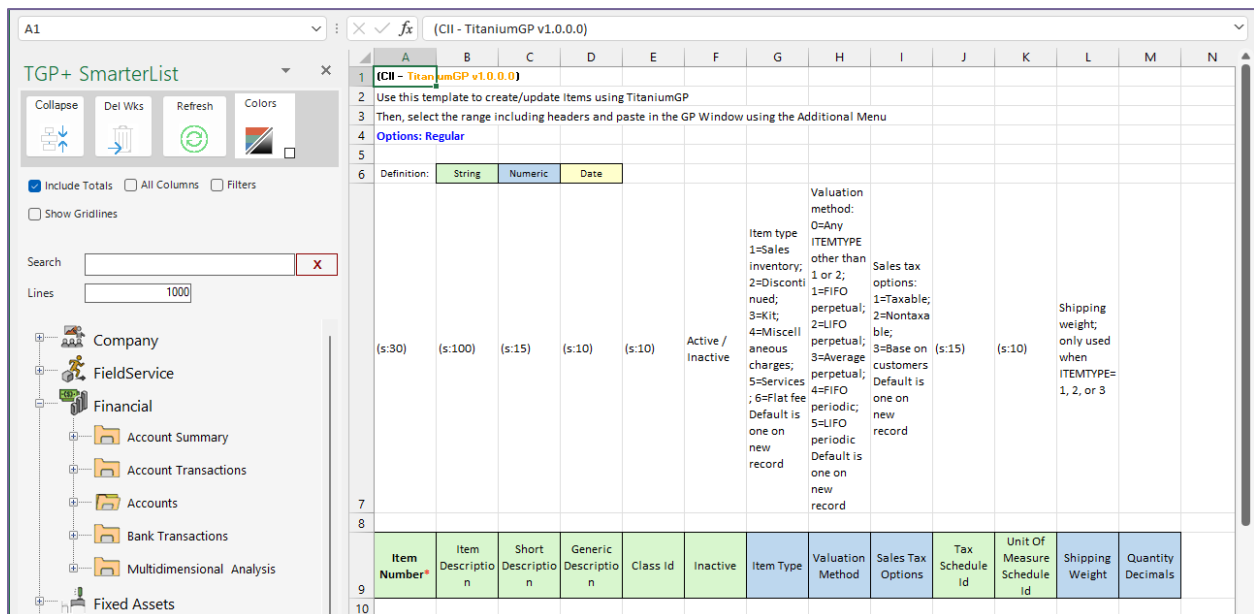 A1
fx
(CII - TitaniumGP v1.0.0.0)
TGP+ SmarterList
Collapse
Del Wks
Refresh
Colors
Include Totals
All Columns
Filters
Show Gridlines
Search
X
Lines
1000
Company
FieldService
Financial
Account Summary
Account Transactions
Accounts
Bank Transactions
Multidimensional Analysis
Fixed Assets
A B C D E F G H I J K L M N
1
(CII - TitaniumGP v1.0.0.0)
2
Use this template to create/update Items using TitaniumGP
3
Then, select the range including headers and paste in the GP Window using the Additional Menu
4
Options: Regular
5
6
Definition:
String
Numeric
Date
7
(s:30)
(s:100)
(s:15)
(s:10)
(s:10)
Active /
Inactive
Item type
1=Sales
inventory;
2=Disconti
nued;
3=Kit;
4=Miscell
aneous
charges;
5=Services
; 6=Flat fee
Default is
one on
new
record
Valuation
method:
0=Any
ITEMTYPE
other than
1 or 2;
1=FIFO
perpetual;
2=LIFO
perpetual;
3=Average
perpetual;
4=FIFO
periodic;
5=LIFO
periodic
Default is
one on
new
record
Sales tax
options:
1=Taxable;
2=Nontaxa
ble;
3=Base on
customers
Default is
one on
new
record
(s:15)
(s:10)
Shipping
weight;
only used
when
ITEMTYPE=
1, 2, or 3
8
9
Item
Number*
Item
Descriptio
n
Short
Descriptio
n
Generic
Descriptio
n
Class Id
Inactive
Item Type
Valuation
Method
Sales Tax
Options
Tax
Schedule
Id
Unit Of
Measure
Schedule
Id
Shipping
Weight
Quantity
Decimals
10